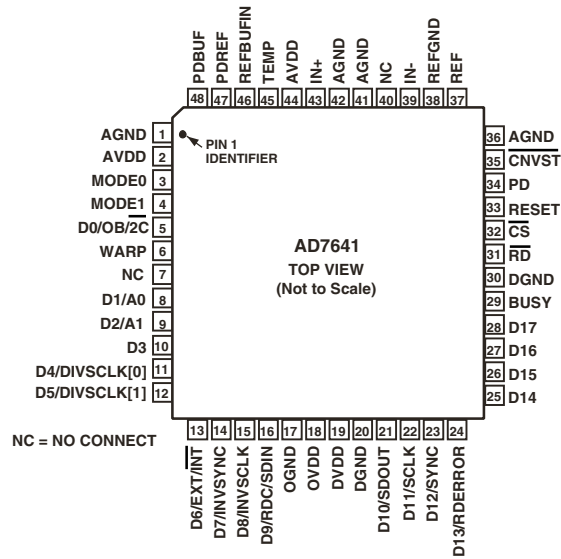 48 PDBUF
47 PDREF
46 REFBUFIN
45 TEMP
44 AVDD
43 IN+
42 AGND
41 AGND
40 NC
39 IN-
38 REFGND
37 REF
AGND 1
AVDD 2
MODE0 3
MODE1 4
D0/OB/2C 5
WARP 6
NC 7
D1/A0 8
D2/A1 9
D3 10
D4/DIVSCLK[0] 11
D5/DIVSCLK[1] 12
PIN 1
IDENTIFIER
AD7641
TOP VIEW
(Not to Scale)
36 AGND
35 CNVST
34 PD
33 RESET
32 CS
31 RD
30 DGND
29 BUSY
28 D17
27 D16
26 D15
25 D14
NC = NO CONNECT
13 D6/EXT/INT
14 D7/INVSYNC
15 D8/INVSCLK
16 D9/RDC/SDIN
17 OGND
18 OVDD
19 DVDD
20 DGND
21 D10/SDOUT
22 D11/SCLK
23 D12/SYNC
24 D13/RDERROR